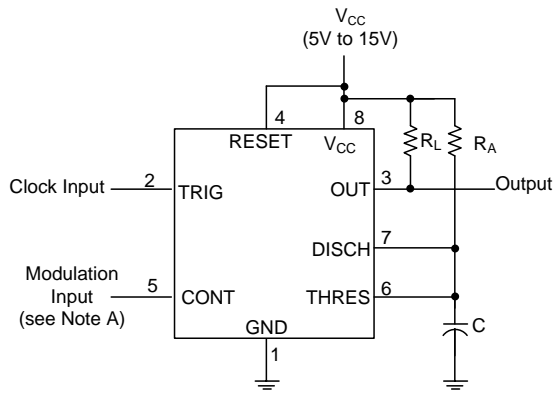 VCC
(5V to 15V)
4
8
RESET
VCC
RL
RA
Clock Input
2
TRIG
OUT
3
Output
DISCH
7
Modulation
Input
(see Note A)
5
CONT
THRES
6
GND
C
1